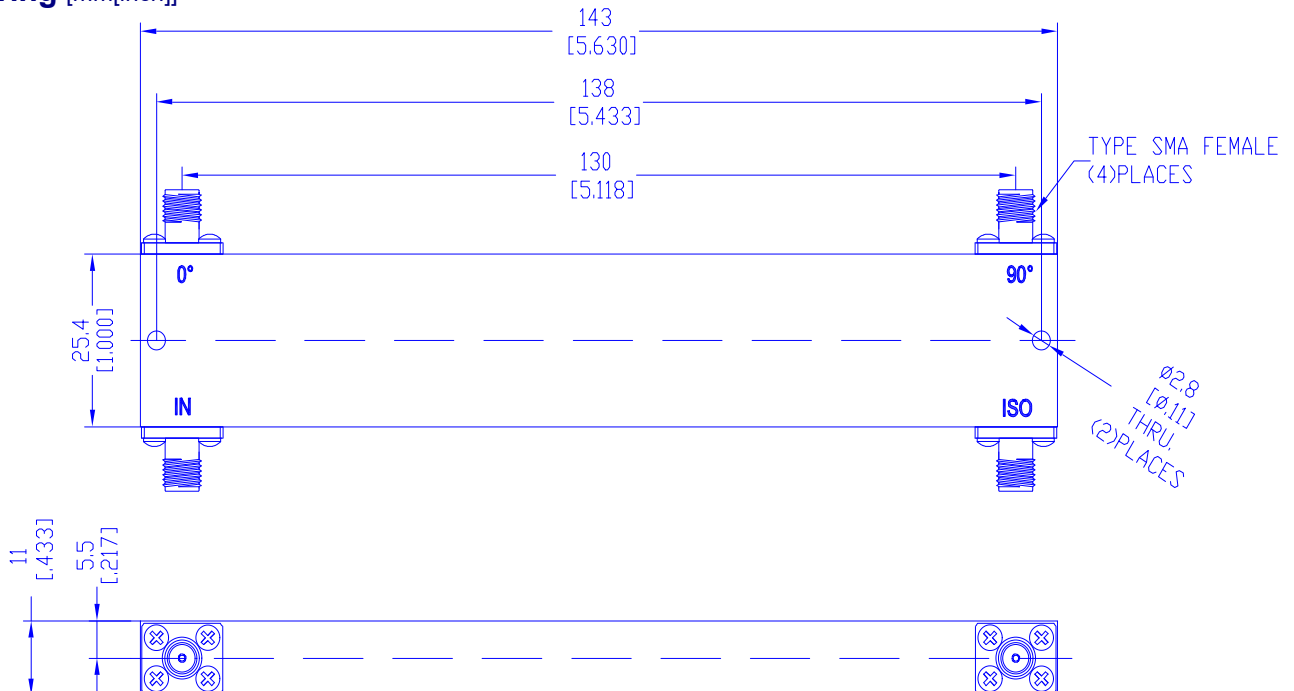 143
[5.630]
138
[5.433]
130
[5.118]
TYPE SMA FEMALE
(4)PLACES
0°
90°
25.4
[1.000]
IN
ISO
Ø2.8
[Ø.11]
THRU.
(2)PLACES
11
[.433]
5.5
[.217]